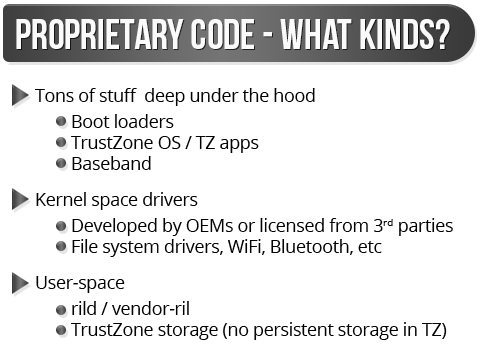 PROPRIETARY CODE - WHAT KINDS?
Tons of stuff deep under the hood
Boot loaders
TrustZone OS / TZ apps
Baseband
Kernel space drivers
Developed by OEMs or licensed from 3rd parties
File system drivers, WiFi, Bluetooth, etc
User-space
rild / vendor-ril
TrustZone storage (no persistent storage in TZ)